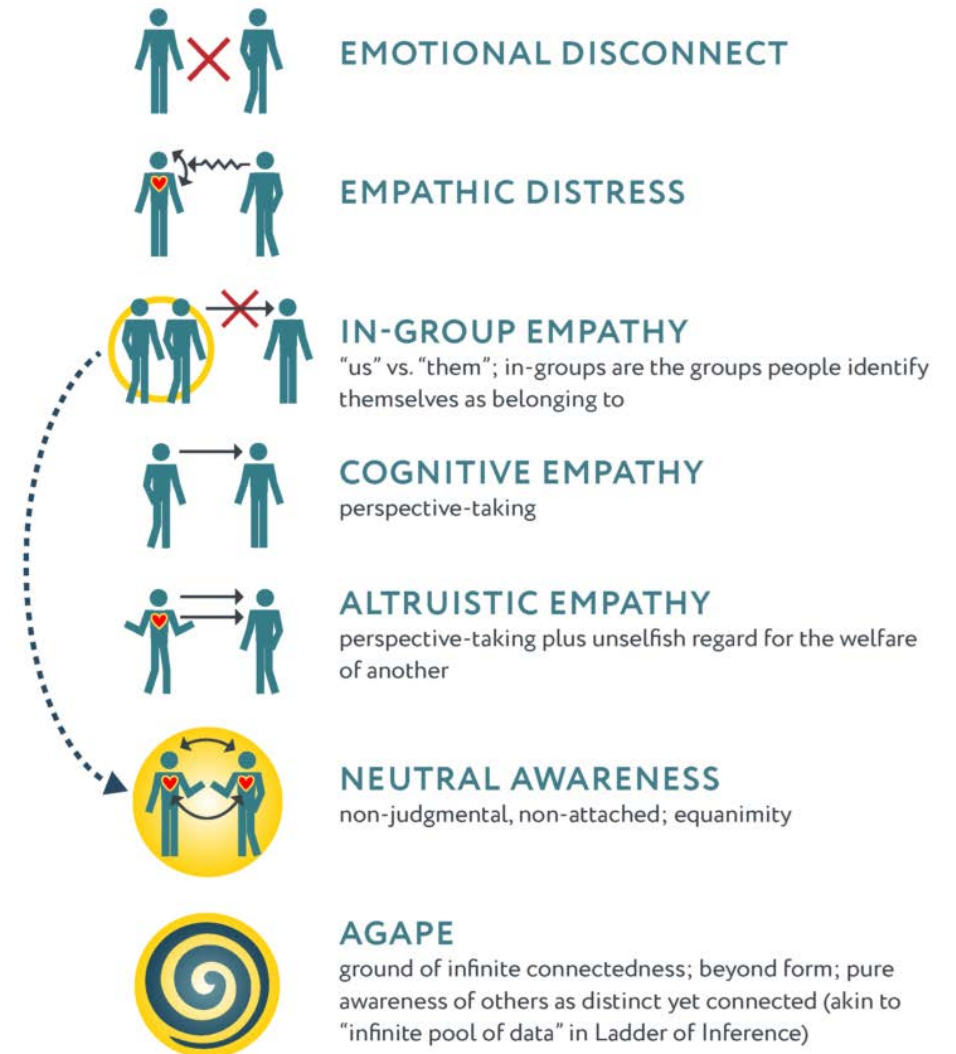 EMOTIONAL DISCONNECT
EMPATHIC DISTRESS
IN-GROUP EMPATHY
“us” vs. “them”; in-groups are the groups people identify
themselves as belonging to
COGNITIVE EMPATHY
perspective-taking
ALTRUISTIC EMPATHY
perspective-taking plus unselfish regard for the welfare
of another
NEUTRAL AWARENESS
non-judgmental, non-attached; equanimity
AGAPE
ground of infinite connectedness; beyond form; pure
awareness of others as distinct yet connected (akin to
“infinite pool of data” in Ladder of Inference)